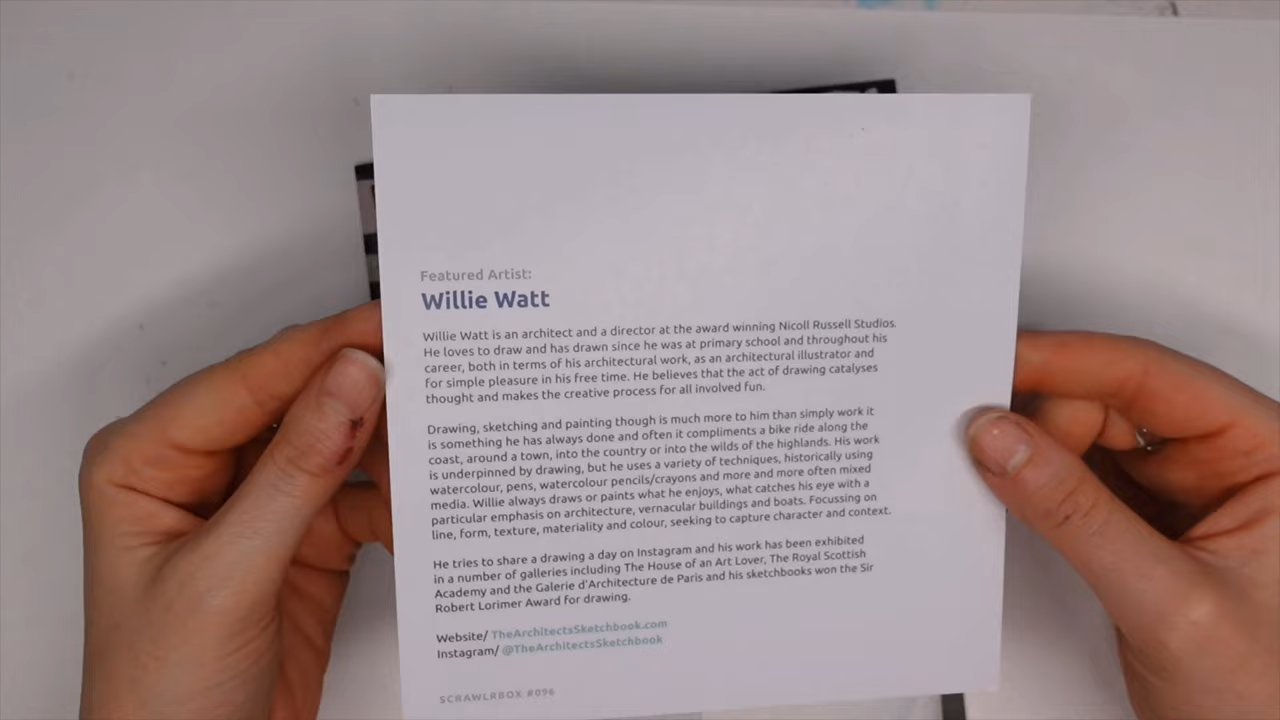 Featured Artist:
Willie Watt
Willie Watt is an architect and a director at the award winning Nicoll Russell Studios.
He loves to draw and has drawn since he was at primary school and throughout his
career, both in terms of his architectural work, as an architectural illustrator and
for simple pleasure in his free time. He believes that the act of drawing catalyses
thought and makes the creative process for all involved fun.
Drawing, sketching and painting though is much more to him than simply work it
is something he has always done and often it compliments a bike ride along the
coast, around a town, into the country or into the wilds of the highlands. His work
is underpinned by drawing, but he uses a variety of techniques, historically using
watercolour, pens, watercolour pencils/crayons and more and more often mixed
media. Willie always draws or paints what he enjoys, what catches his eye with a
particular emphasis on architecture, vernacular buildings and boats. Focussing on
line, form, texture, materiality and colour, seeking to capture character and context.
He tries to share a drawing a day on Instagram and his work has been exhibited
in a number of galleries including The House of an Art Lover, The Royal Scottish
Academy and the Galerie d'Architecture de Paris and his sketchbooks won the Sir
Robert Lorimer Award for drawing.
Website/ TheArchitectsSketchbook.com
Instagram/ @TheArchitectsSketchbook
SCRAWLRBOX #096